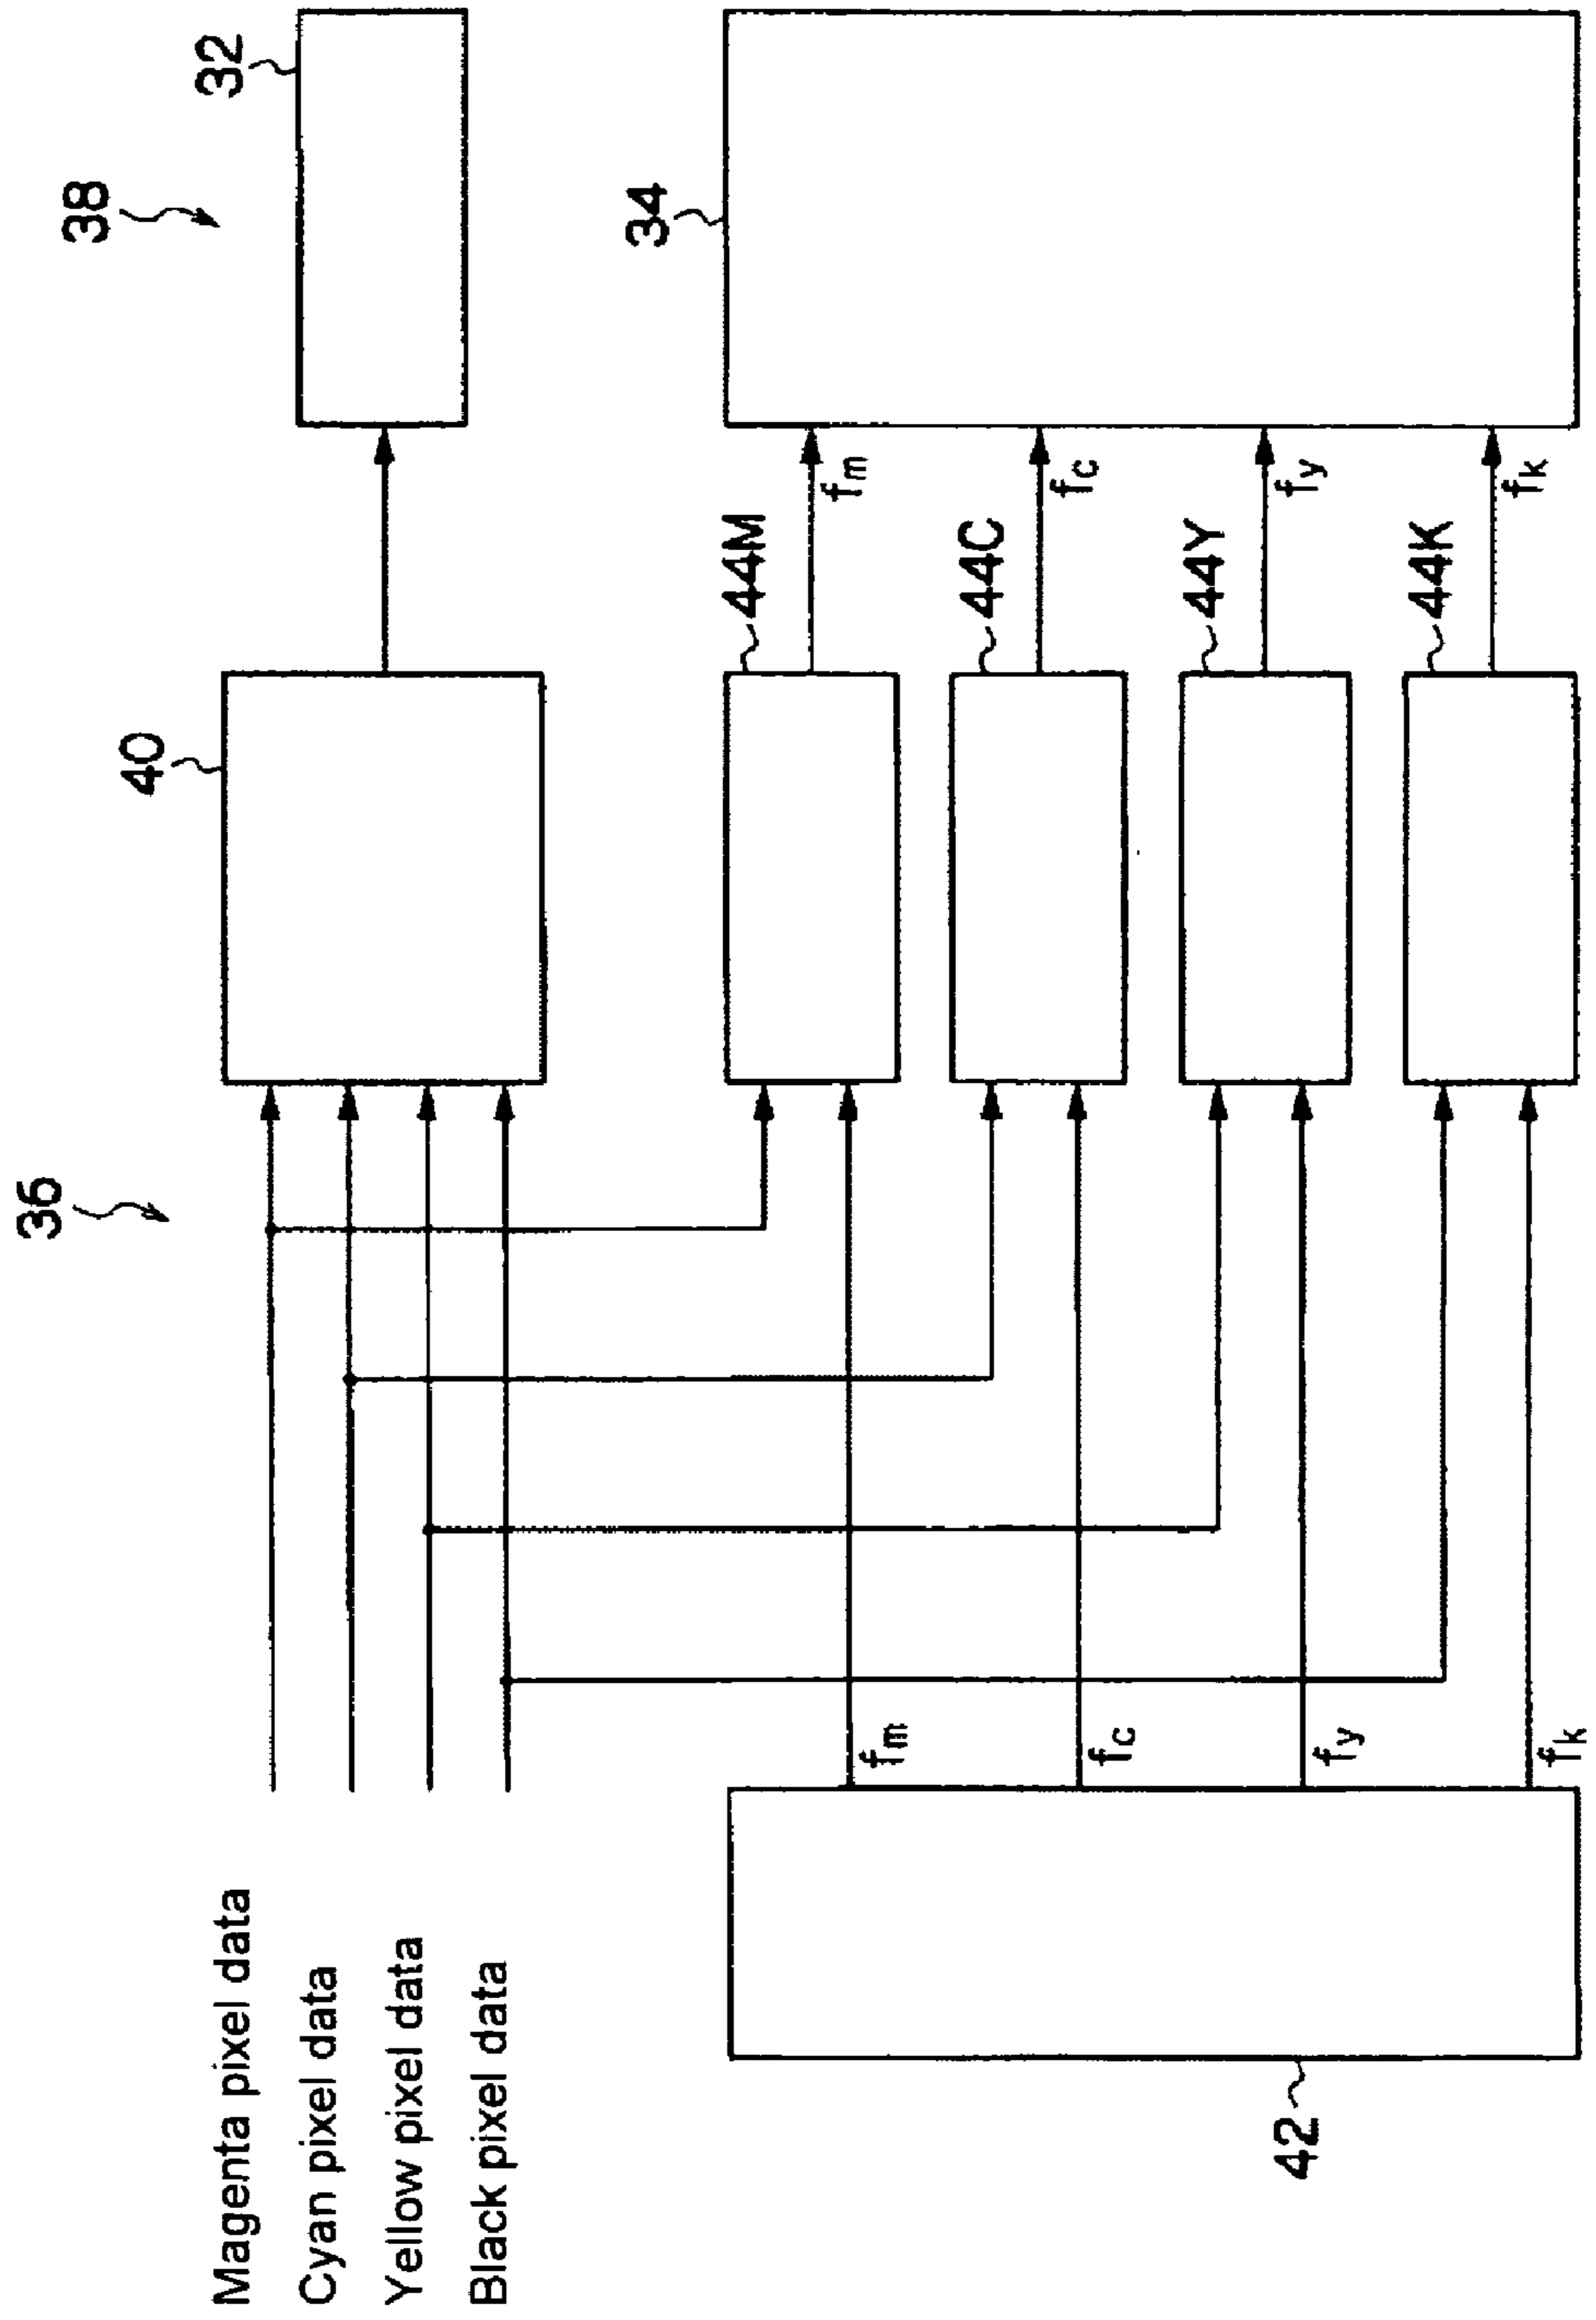 36
38
Magenta pixel data
Cyan pixel data
Yellow pixel data
Black pixel data
40
32
42
fm
fc
fy
fk
44M
44C
44Y
44K
fm
fc
fy
fk
34